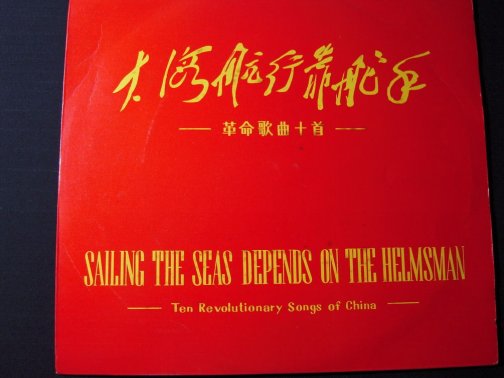 大海航行靠舵手
革命歌曲十首
SAILING THE SEAS DEPENDS ON THE HELMSMAN
Ten Revolutionary Songs of China